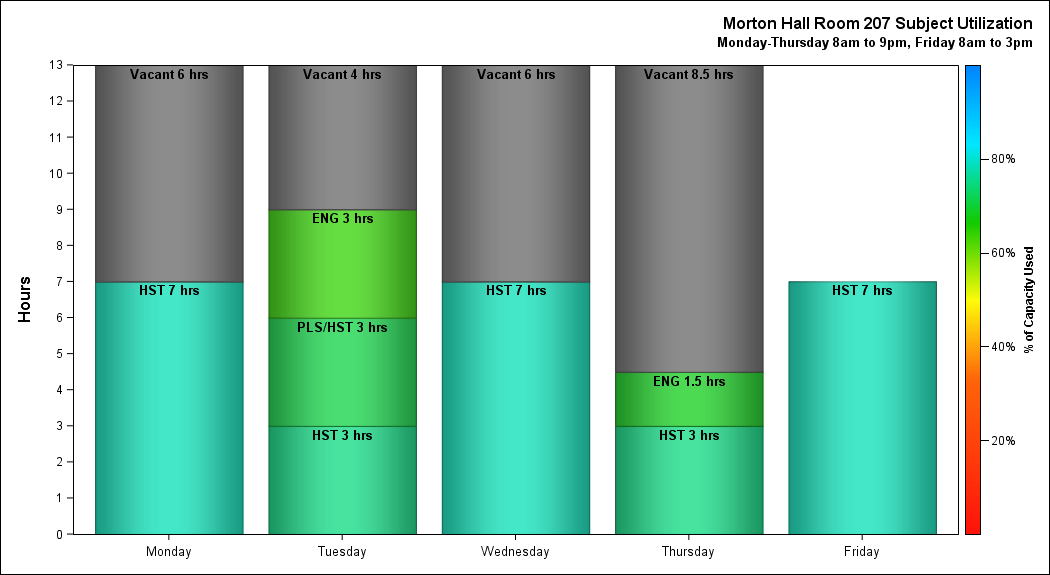 Morton Hall Room 207 Subject Utilization
Monday-Thursday 8am to 9pm, Friday 8am to 3pm
Hours
13
12
11
10
9
8
7
6
5
4
3
2
1
0
Vacant 6 hrs
HST 7 hrs
Vacant 4 hrs
ENG 3 hrs
PLS/HST 3 hrs
HST 3 hrs
Vacant 6 hrs
HST 7 hrs
Vacant 8.5 hrs
ENG 1.5 hrs
HST 3 hrs
HST 7 hrs
Monday
Tuesday
Wednesday
Thursday
Friday
80%
60%
40%
20%
% of Capacity Used